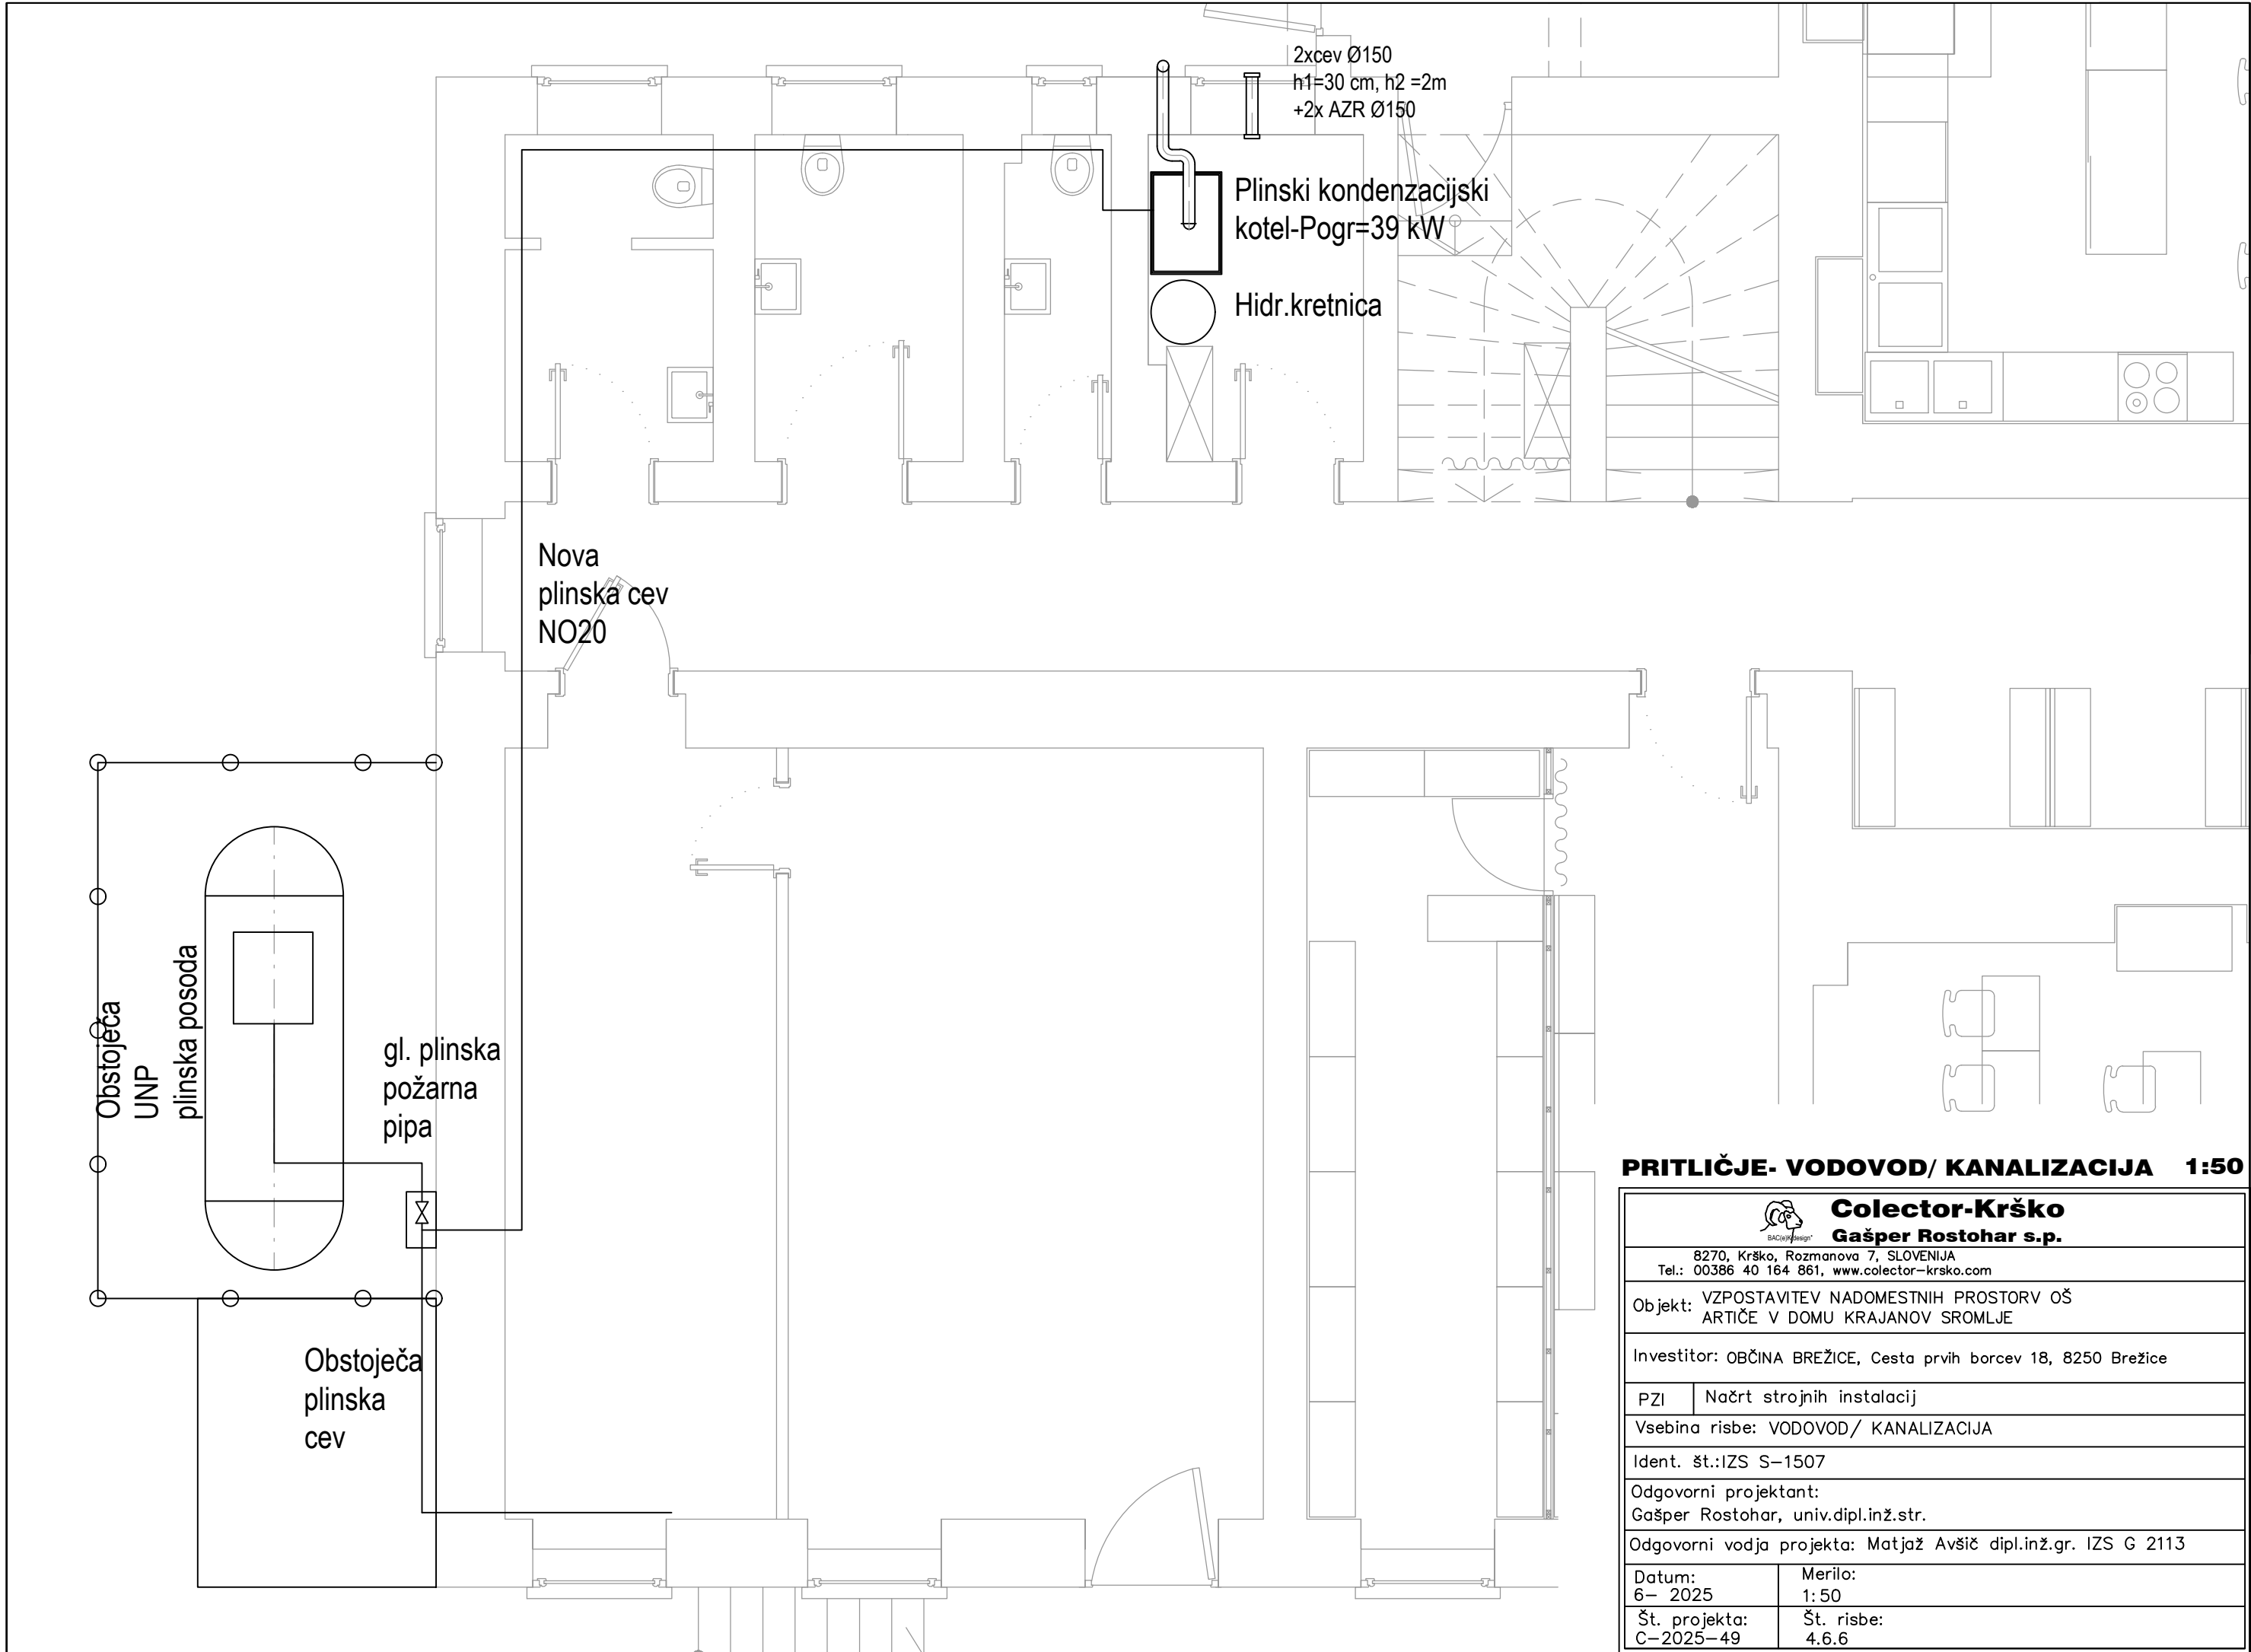 2xcev Ø150
h1=30 cm, h2 =2m
+2x AZR Ø150
Plinski kondenzacijski
kotel-Pogr=39 kW
Hidr.kretnica
Nova
plinska cev
NO20
Obstoječa
UNP
plinska posoda
gl. plinska
požarna
pipa
Obstoječa
plinska
cev
PRITLIČJE- VODOVOD/ KANALIZACIJA 1:50
Colector-Krško
Gašper Rostohar s.p.
8270, Krško, Rozmanova 7, SLOVENIJA
Tel.: 00386 40 164 861, www.colector-krsko.com
Objekt: VZPOSTAVITEV NADOMESTNIH PROSTORV OŠ
ARTIČE V DOMU KRAJANOV SROMLJE
Investitor: OBČINA BREŽICE, Cesta prvih borcev 18, 8250 Brežice
PZI Načrt strojnih instalacij
Vsebina risbe: VODOVOD/ KANALIZACIJA
Ident. št.:IZS S-1507
Odgovorni projektant:
Gašper Rostohar, univ.dipl.inž.str.
Odgovorni vodja projekta: Matjaž Avšič dipl.inž.gr. IZS G 2113
Datum:
6- 2025
Merilo:
1:50
Št. projekta:
C-2025-49
Št. risbe:
4.6.6